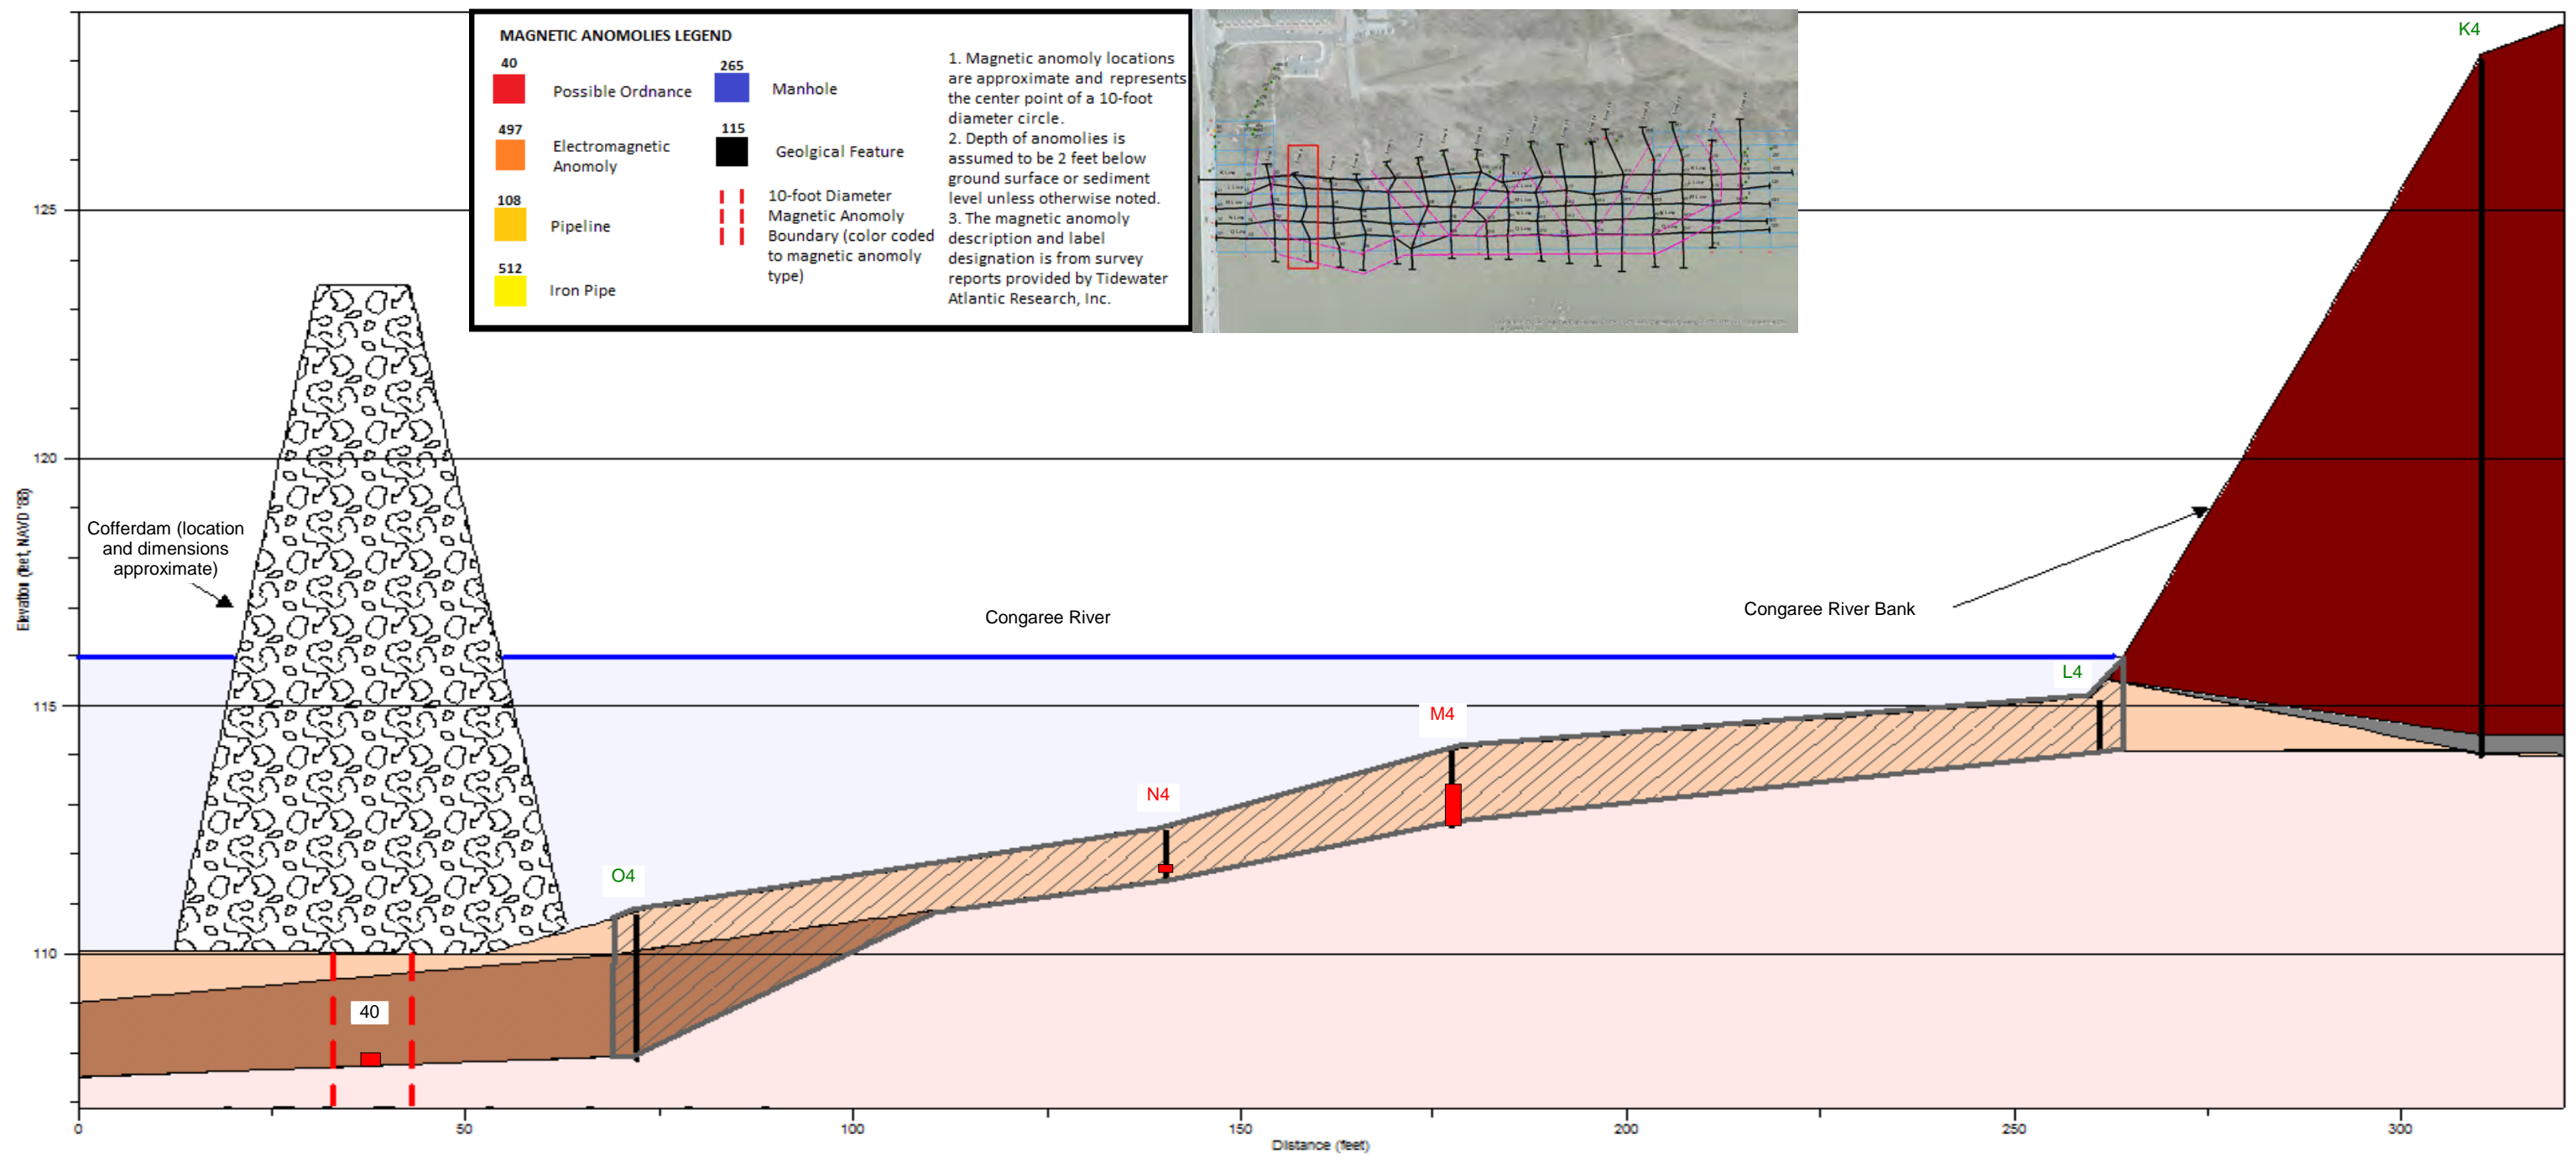 MAGNETIC ANOMOLIES LEGEND
40
Possible Ordnance
497
Electromagnetic
Anomoly
108
Pipeline
512
Iron Pipe
265
Manhole
115
Geolgical Feature
10-foot Diameter
Magnetic Anomoly
Boundary (color coded
to magnetic anomoly
type)
1. Magnetic anomoly locations
are approximate and represents
the center point of a 10-foot
diameter circle.
2. Depth of anomolies is
assumed to be 2 feet below
ground surface or sediment
level unless otherwise noted.
3. The magnetic anomoly
description and label
designation is from survey
reports provided by Tidewater
Atlantic Research, Inc.
K4
125
120
115
110
Elevation (feet, NAVD '88)
Cofferdam (location
and dimensions
approximate)
Congaree River
Congaree River Bank
L4
M4
N4
O4
40
0
50
100
150
200
250
300
Distance (feet)